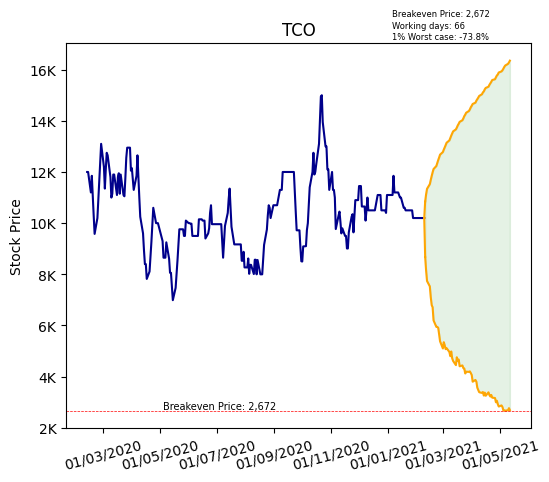 Breakeven Price: 2,672
Working days: 66
1% Worst case: -73.8%
TCO
Stock Price
16K
14K
12K
10K
8K
6K
4K
2K
Breakeven Price: 2,672
01/03/2020
01/05/2020
01/07/2020
01/09/2020
01/11/2020
01/01/2021
01/03/2021
01/05/2021